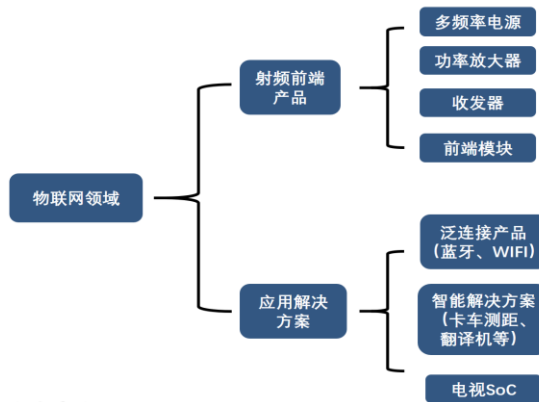 物联网领域
射频前端
产品
多频率电源
功率放大器
收发器
前端模块
应用解决
方案
泛连接产品
（蓝牙、WIFI）
智能解决方案
（卡车测距、
翻译机等）
电视SoC